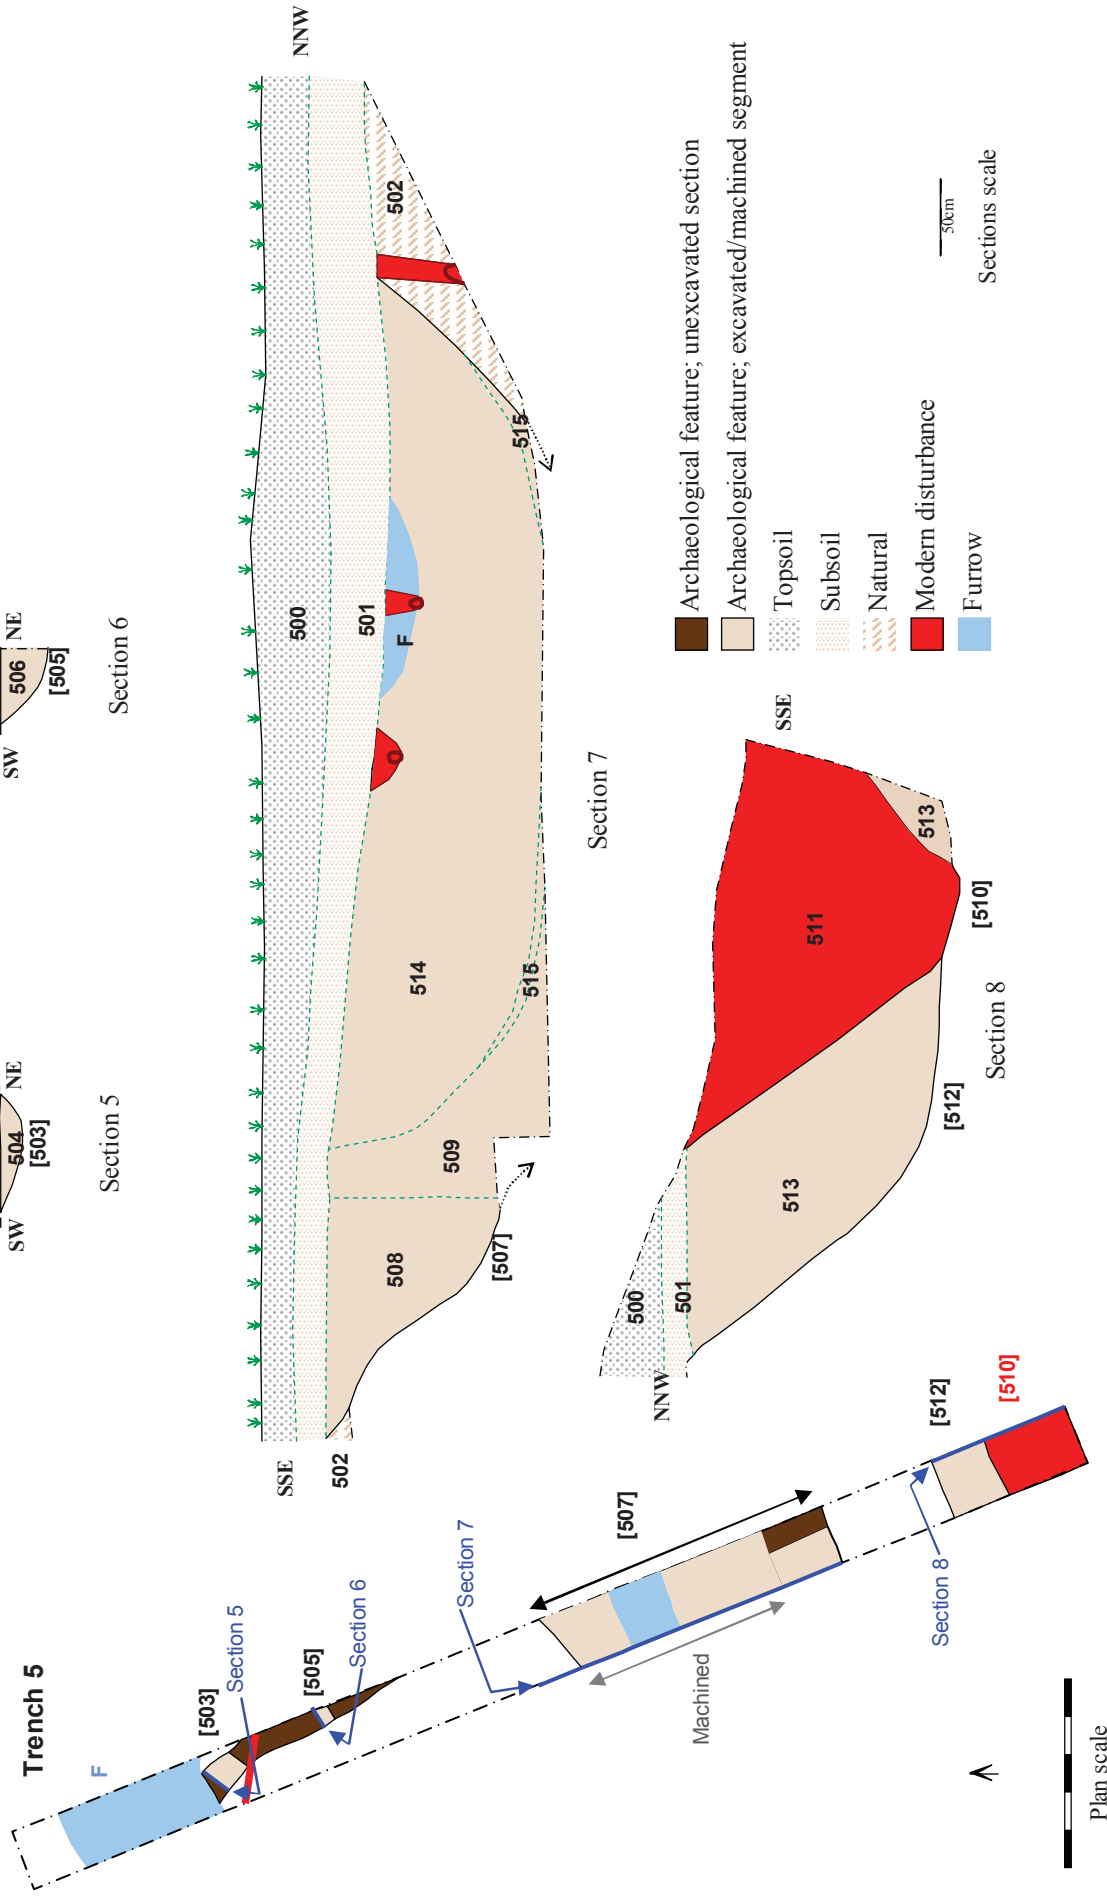 Trench 5
F
[503]
Section 5
[505]
Section 6
Section 7
[507]
Machined
Section 8
[512]
[510]
Plan scale
SW
504
NE
[503]
Section 5
SW
506
NE
[505]
Section 6
SSE
NNW
500
501
502
502
F
514
515
515
509
508
[507]
Section 7
NNW
SSE
500
501
513
511
513
[512]
[510]
Section 8
Archaeological feature; unexcavated section
Archaeological feature; excavated/machined segment
Topsoil
Subsoil
Natural
Modern disturbance
Furrow
50cm
Sections scale